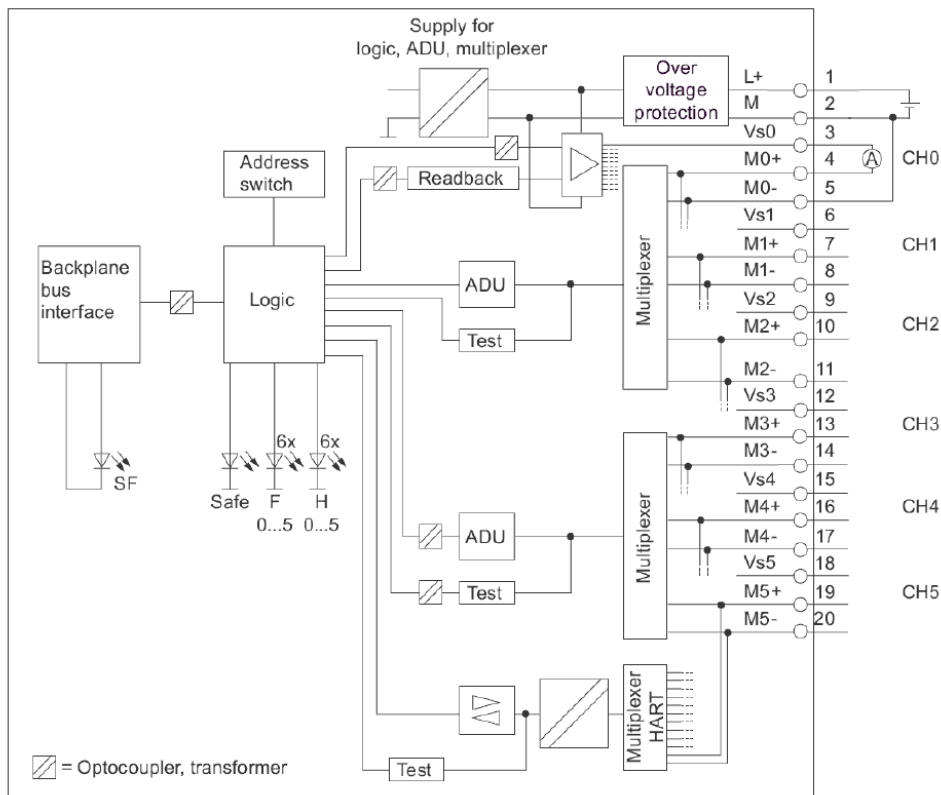 Supply for
logic, ADU, multiplexer
Over
voltage
protection
L+ 1
M 2
Vs0 3
M0+ 4 A CH0
M0- 5
Vs1 6
M1+ 7 CH1
M1- 8
Vs2 9
M2+ 10 CH2
M2- 11
Vs3 12
M3+ 13 CH3
M3- 14
Vs4 15
M4+ 16 CH4
M4- 17
Vs5 18
M5+ 19 CH5
M5- 20
Address
switch
Readback
Backplane
bus
interface
Logic
ADU
Test
Multiplexer
SF
Safe
6x
F
0...5
6x
H
0...5
ADU
Test
Multiplexer
Multiplexer
HART
Test
= Optocoupler, transformer